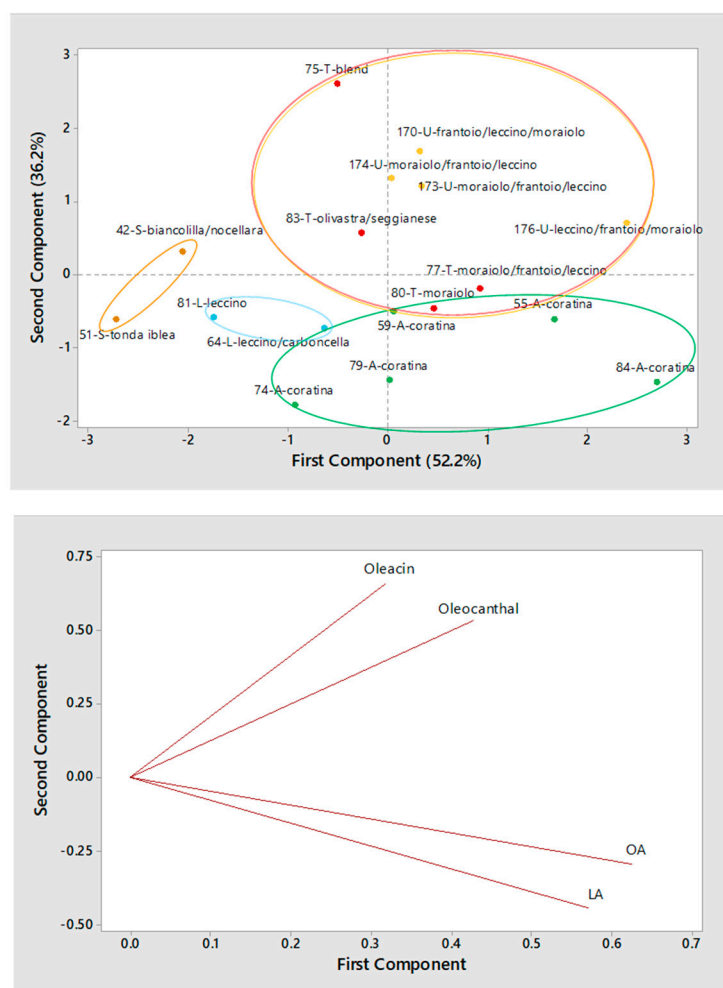 3
75-T-blend
2
170-U-frantoio/leccino/moraiolo
174-U-moraiolo/frantoio/leccino
1
173-U-moraiolo/frantoio/leccino
83-T-olivastra/seggianese
42-S-biancolilla/nocellara
176-U-leccino/frantoio/moraiolo
0
77-T-moraiolo/frantoio/leccino
81-L-leccino
80-T-moraiolo
55-A-coratina
51-S-tonda iblea
59-A-coratina
-1
64-L-leccino/carboncella
79-A-coratina
84-A-coratina
74-A-coratina
-2
-3 -2 -1 0 1 2 3
First Component (52.2%)
Second Component (36.2%)
0.75
Oleacin
Oleocanthal
0.50
0.25
0.00
-0.25
OA
LA
-0.50
0.0 0.1 0.2 0.3 0.4 0.5 0.6 0.7
First Component
Second Component